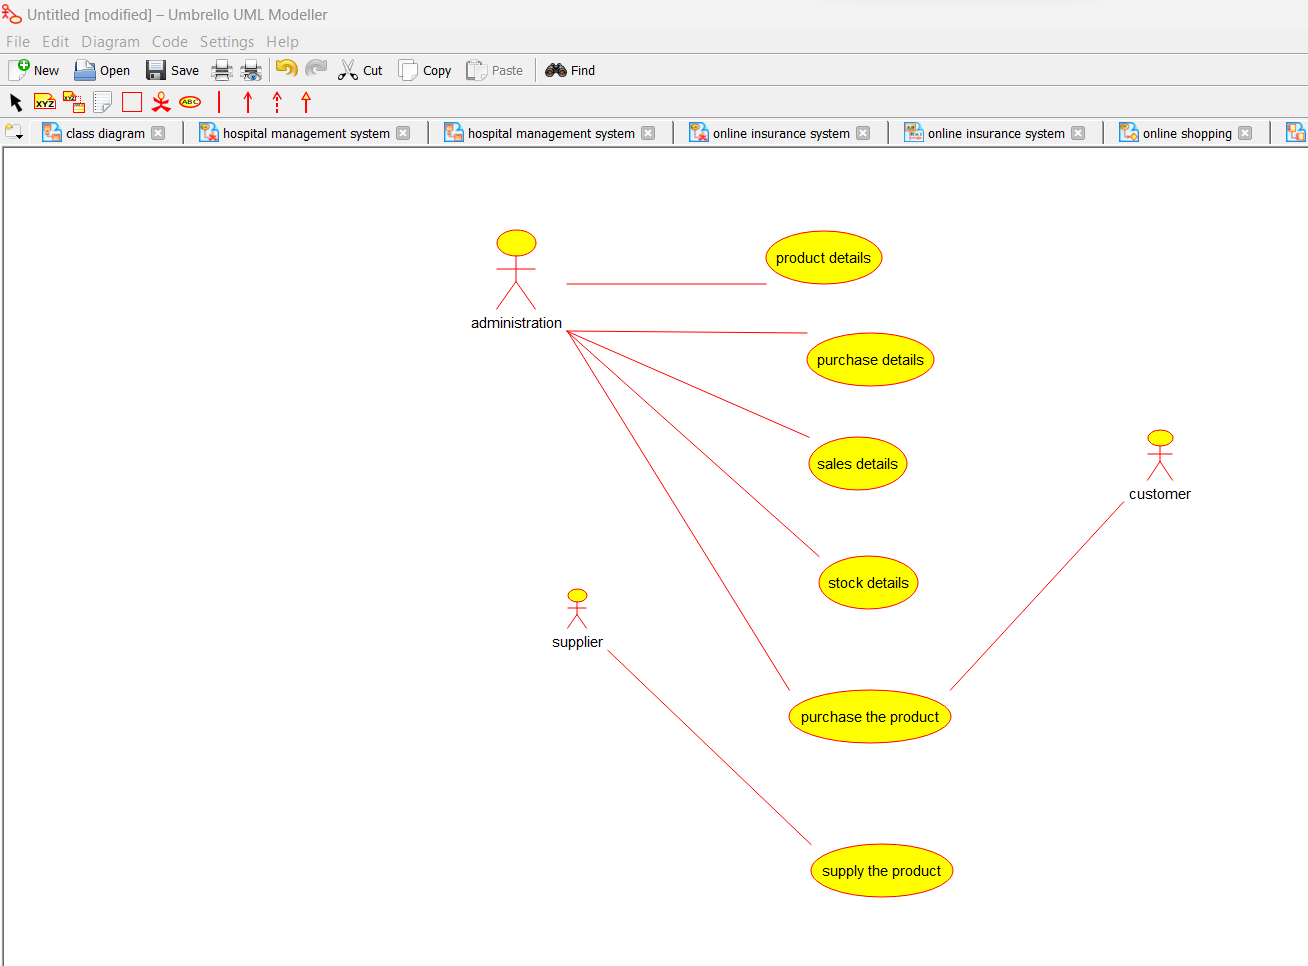 Untitled [modified] – Umbrello UML Modeller
File Edit Diagram Code Settings Help
New Open Save Cut Copy Paste Find
XYZ XYZ ABC
class diagram hospital management system hospital management system online insurance system online insurance system online shopping
product details
administration
purchase details
sales details
customer
stock details
supplier
purchase the product
supply the product